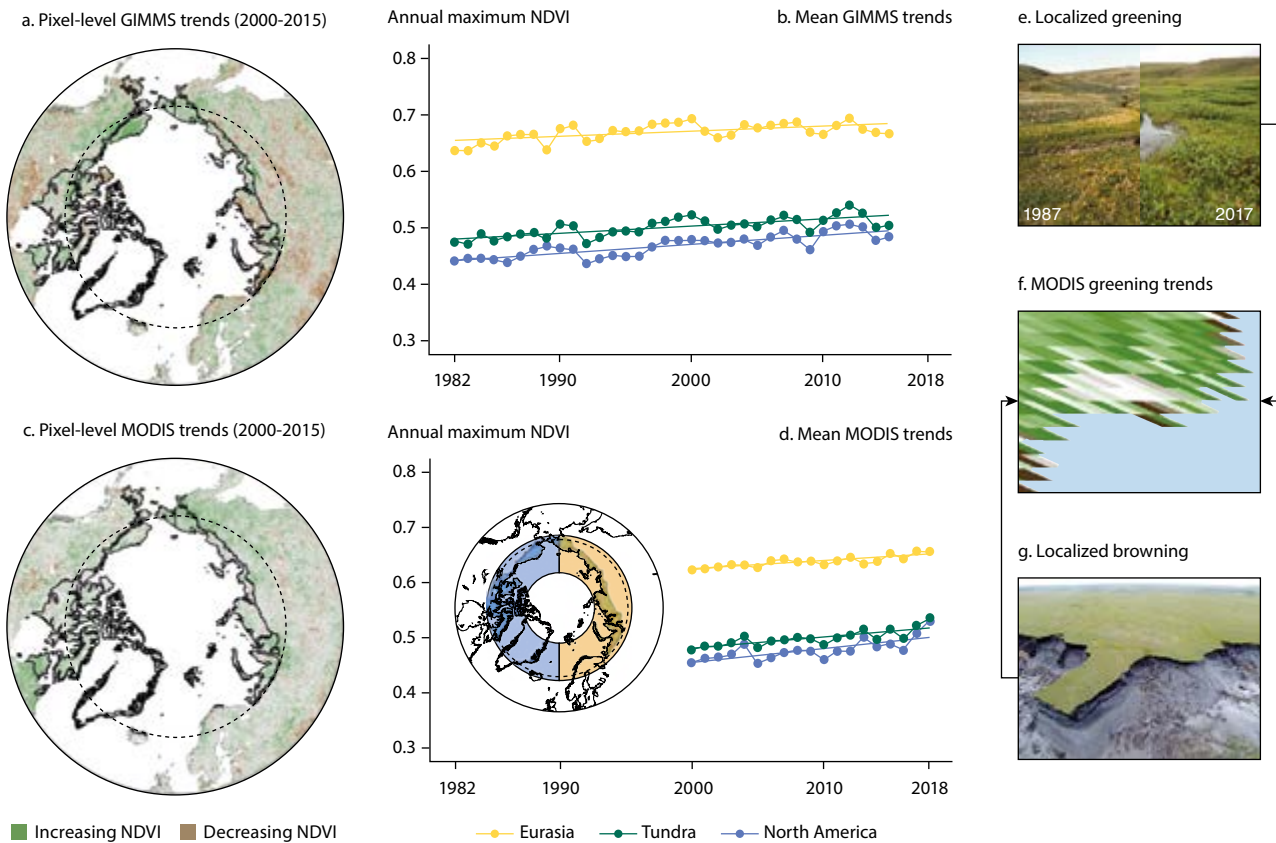 a. Pixel-level GIMMS trends (2000-2015)
Annual maximum NDVI
b. Mean GIMMS trends
0.8
0.7
0.6
0.5
0.4
0.3
1982
1990
2000
2010
2018
e. Localized greening
1987
2017
f. MODIS greening trends
c. Pixel-level MODIS trends (2000-2015)
Annual maximum NDVI
d. Mean MODIS trends
0.8
0.7
0.6
0.5
0.4
0.3
1982
1990
2000
2010
2018
g. Localized browning
Increasing NDVI
Decreasing NDVI
Eurasia
Tundra
North America